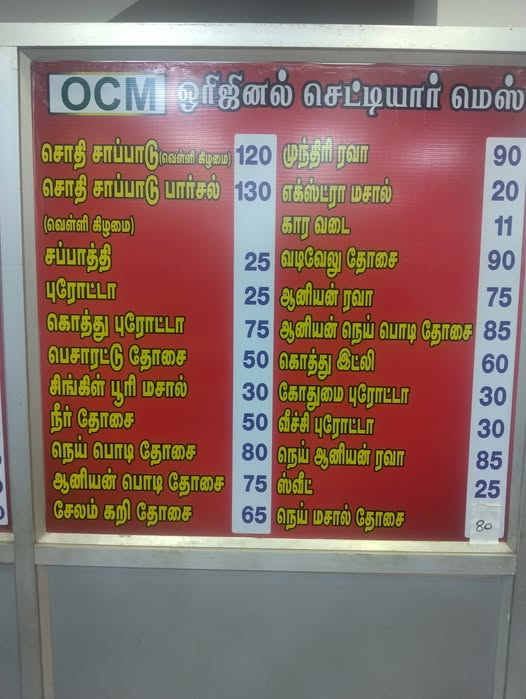 OCM ஒரிஜினல் செட்டியார் மெஸ்
சொதி சாப்பாடு(வெள்ளி கிழமை) 120
சொதி சாப்பாடு பார்சல் 130
(வெள்ளி கிழமை)
சப்பாத்தி 25
புரோட்டா 25
கொத்து புரோட்டா 75
பெசாரட்டு தோசை 50
சிங்கிள் பூரி மசால் 30
நீர் தோசை 50
நெய் பொடி தோசை 80
ஆனியன் பொடி தோசை 75
சேலம் கறி தோசை 65
முந்திரி ரவா 90
எக்ஸ்ட்ரா மசால் 20
கார வடை 11
வடிவேலு தோசை 90
ஆனியன் ரவா 75
ஆனியன் நெய் பொடி தோசை 85
கொத்து இட்லி 60
கோதுமை புரோட்டா 30
வீச்சி புரோட்டா 30
நெய் ஆனியன் ரவா 85
ஸ்வீட் 25
நெய் மசால் தோசை 80